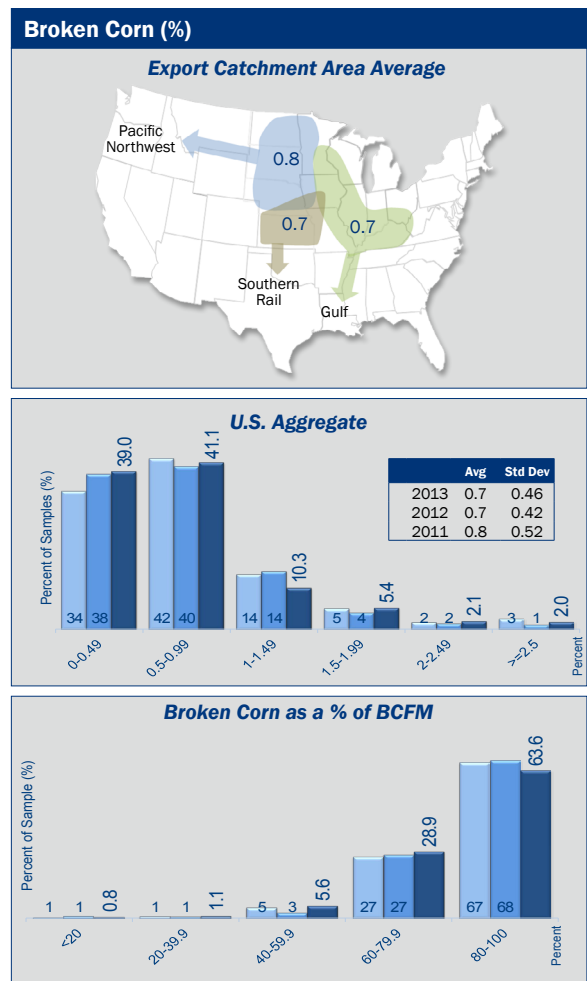 Broken Corn (%)
Export Catchment Area Average
Pacific
Northwest
0.8
0.7
0.7
Southern
Rail
Gulf
U.S. Aggregate
Percent of Samples (%)
39.0
41.1
10.3
5.4
2.1
2.0
34 38
42 40
14 14
5 4
2 2
3 1
0-0.49
0.5-0.99
1-1.49
1.5-1.99
2-2.49
>=2.5
Percent
Avg Std Dev
2013 0.7 0.46
2012 0.7 0.42
2011 0.8 0.52
Broken Corn as a % of BCFM
Percent of Sample (%)
1 1 0.8
1 1 1.1
5 3 5.6
27 27 28.9
67 68 63.6
<20
20-39.9
40-59.9
60-79.9
80-100
Percent